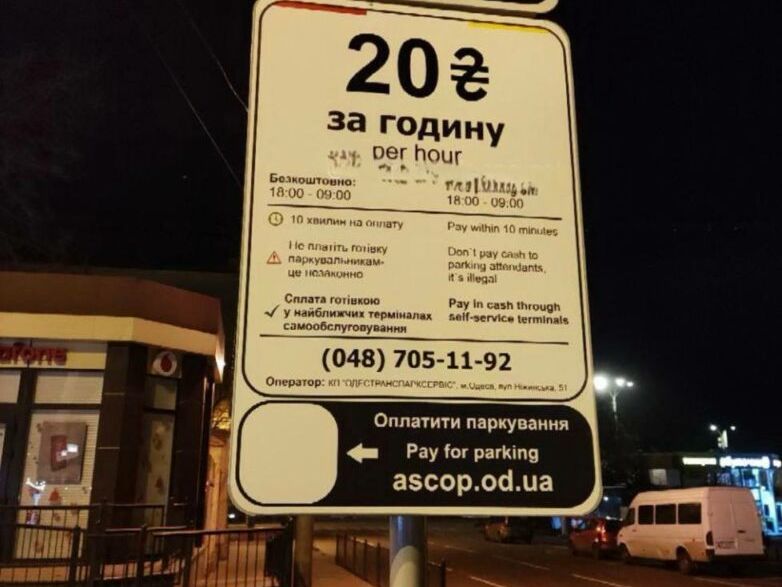 20₴
за годину
per hour
Безкоштовно:
18:00 - 09:00
18:00 - 09:00
10 хвилин на оплату
Pay within 10 minutes
Не платіть готівку
паркувальникам-
це незаконно
Don't pay cash to
parking attendants,
it's illegal
Сплата готівкою
у найближчих терміналах
самообслуговування
Pay in cash through
self-service terminals
(048) 705-11-92
Оператор: КП "ОДЕСТРАНСПАРКСЕРВІС", м.Одеса, вул Ніжинська, 51
Оплатити паркування
Pay for parking
ascop.od.ua
afone